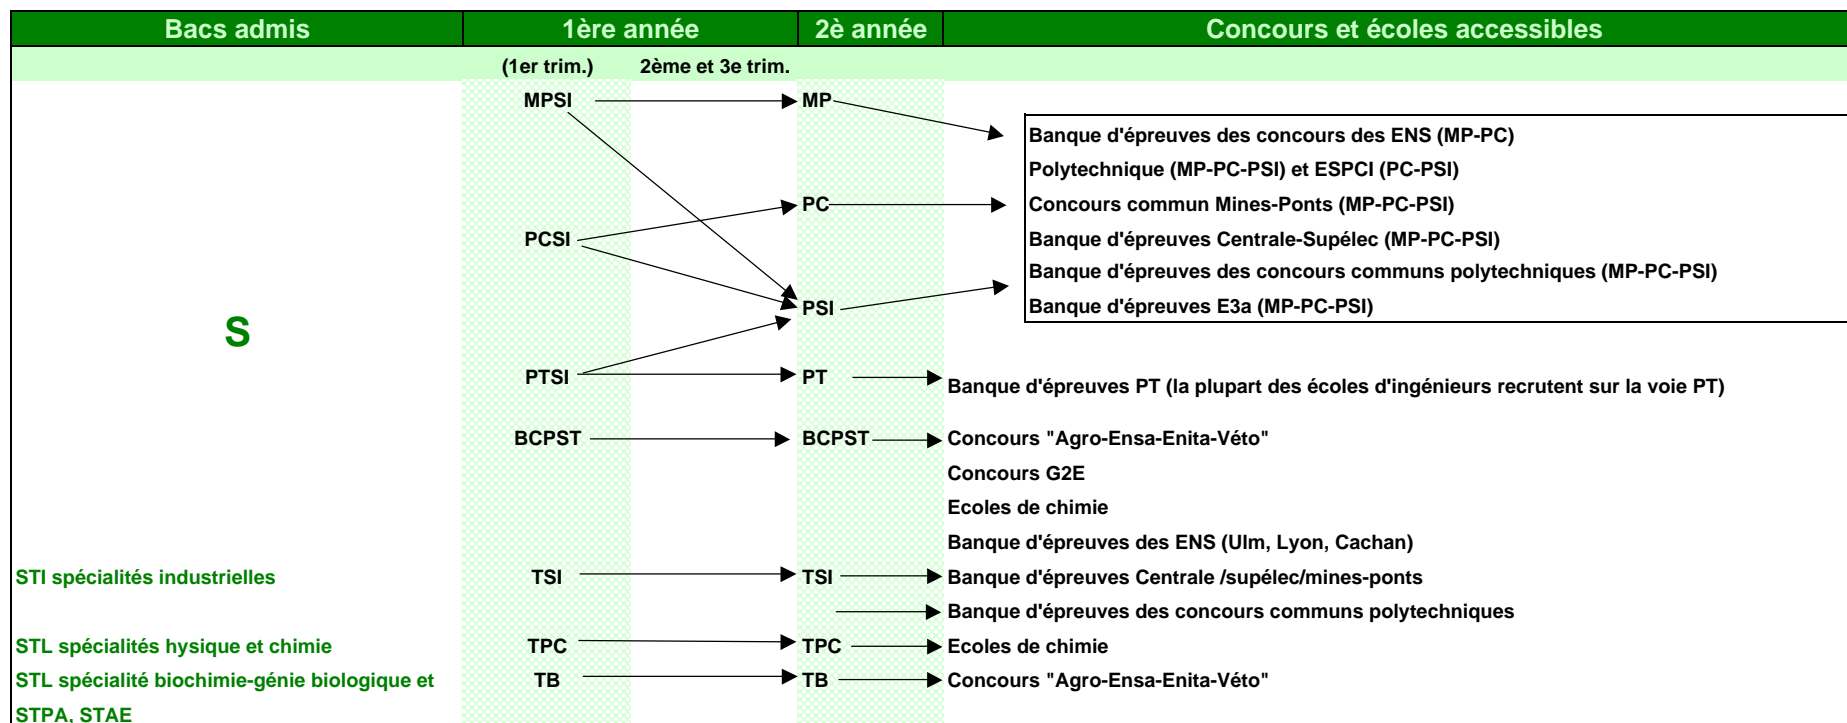 Bacs admis 1ère année 2è année Concours et écoles accessibles
(1er trim.) 2ème et 3e trim.
MPSI MP
Banque d'épreuves des concours des ENS (MP-PC)
Polytechnique (MP-PC-PSI) et ESPCI (PC-PSI)
PC Concours commun Mines-Ponts (MP-PC-PSI)
PCSI Banque d'épreuves Centrale-Supélec (MP-PC-PSI)
Banque d'épreuves des concours communs polytechniques (MP-PC-PSI)
PSI Banque d'épreuves E3a (MP-PC-PSI)
S
PTSI PT Banque d'épreuves PT (la plupart des écoles d'ingénieurs recrutent sur la voie PT)
BCPST BCPST Concours "Agro-Ensa-Enita-Véto"
Concours G2E
Ecoles de chimie
Banque d'épreuves des ENS (Ulm, Lyon, Cachan)
STI spécialités industrielles TSI TSI Banque d'épreuves Centrale /supélec/mines-ponts
Banque d'épreuves des concours communs polytechniques
STL spécialités hysique et chimie TPC TPC Ecoles de chimie
STL spécialité biochimie-génie biologique et TB TB Concours "Agro-Ensa-Enita-Véto"
STPA, STAE